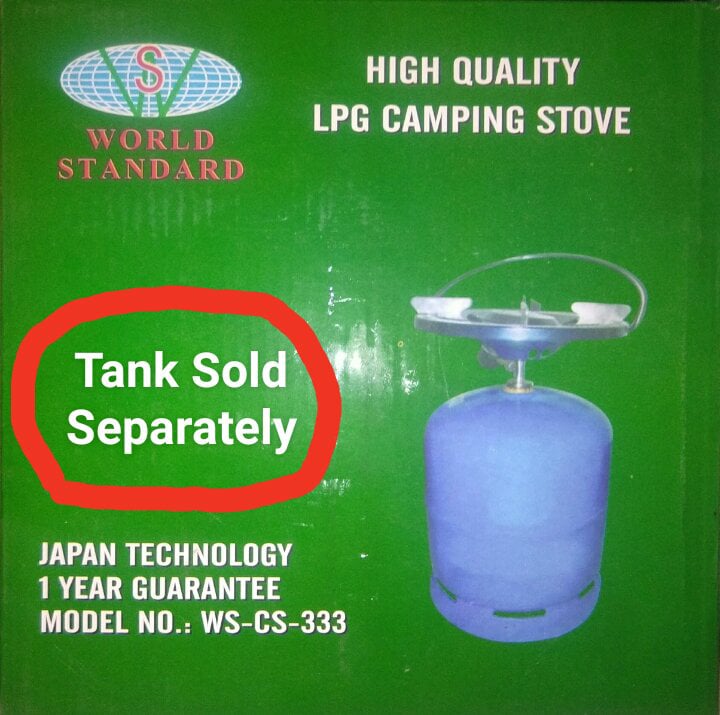 WS
WORLD
STANDARD
HIGH QUALITY
LPG CAMPING STOVE
Tank Sold
Separately
JAPAN TECHNOLOGY
1 YEAR GUARANTEE
MODEL NO.: WS-CS-333